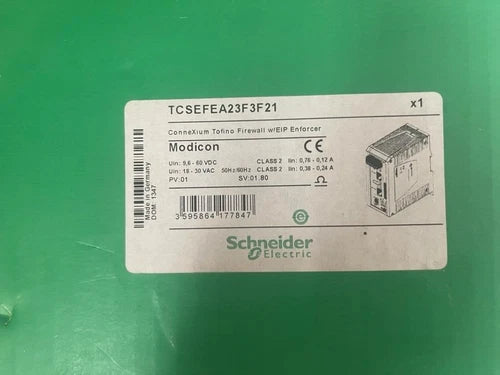 TCSEFEA23F3F21 x1
ConneXium Tofino Firewall w/EIP Enforcer
Modicon CE
Uin: 9,6 - 60 VDC CLASS 2 Iin: 0,76 - 0,12 A
Uin: 18 - 30 VAC 50Hz/60Hz CLASS 2 Iin: 0,38 - 0,24 A
PV:01 SV:01.80
Made in Germany
DOM: 1347
3 595864 177847
Schneider
Electric